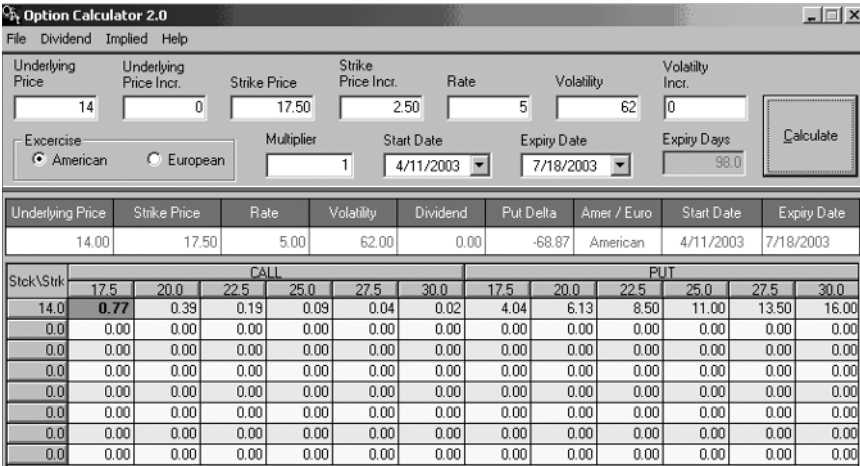 Option Calculator 2.0
File Dividend Implied Help
Underlying Price Underlying Price Incr. Strike Price Strike Price Incr. Rate Volatility Volatilty Incr.
14 0 17.50 2.50 5 62 0
Calculate
Excercise Multiplier Start Date Expiry Date Expiry Days
American European 1 4/11/2003 7/18/2003 98.0
Underlying Price Strike Price Rate Volatility Dividend Put Delta Amer / Euro Start Date Expiry Date
14.00 17.50 5.00 62.00 0.00 -68.87 American 4/11/2003 7/18/2003
Stck\Strk CALL PUT
17.5 20.0 22.5 25.0 27.5 30.0 17.5 20.0 22.5 25.0 27.5 30.0
14.0 0.77 0.39 0.19 0.09 0.04 0.02 4.04 6.13 8.50 11.00 13.50 16.00
0.0 0.00 0.00 0.00 0.00 0.00 0.00 0.00 0.00 0.00 0.00 0.00 0.00
0.0 0.00 0.00 0.00 0.00 0.00 0.00 0.00 0.00 0.00 0.00 0.00 0.00
0.0 0.00 0.00 0.00 0.00 0.00 0.00 0.00 0.00 0.00 0.00 0.00 0.00
0.0 0.00 0.00 0.00 0.00 0.00 0.00 0.00 0.00 0.00 0.00 0.00 0.00
0.0 0.00 0.00 0.00 0.00 0.00 0.00 0.00 0.00 0.00 0.00 0.00 0.00
0.0 0.00 0.00 0.00 0.00 0.00 0.00 0.00 0.00 0.00 0.00 0.00 0.00
0.0 0.00 0.00 0.00 0.00 0.00 0.00 0.00 0.00 0.00 0.00 0.00 0.00